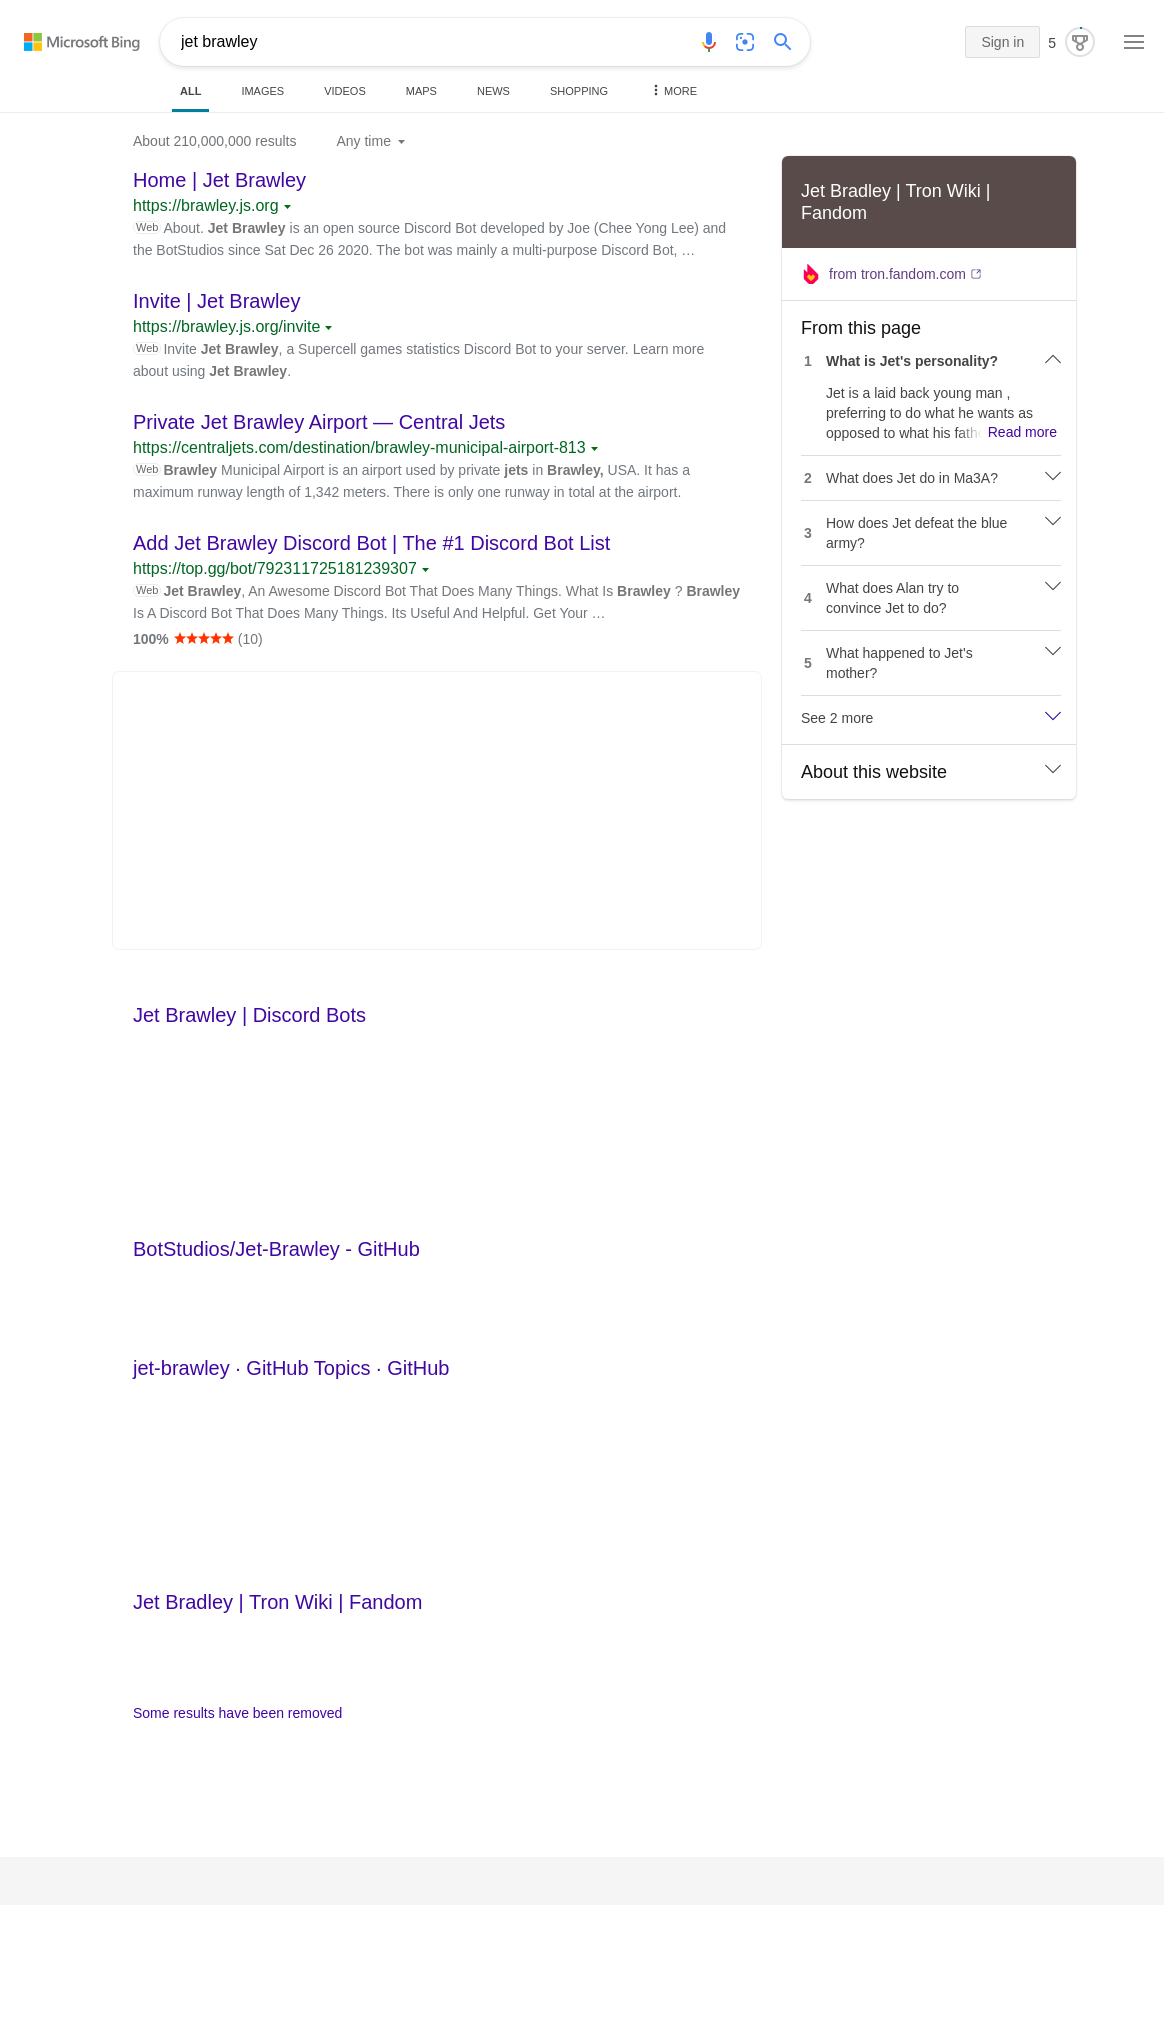 Microsoft Bing
jet brawley
Sign in
5
ALL
IMAGES
VIDEOS
MAPS
NEWS
SHOPPING
MORE
About 210,000,000 results
Any time
Home | Jet Brawley
https://brawley.js.org
Web About. Jet Brawley is an open source Discord Bot developed by Joe (Chee Yong Lee) and
the BotStudios since Sat Dec 26 2020. The bot was mainly a multi-purpose Discord Bot, …
Invite | Jet Brawley
https://brawley.js.org/invite
Web Invite Jet Brawley, a Supercell games statistics Discord Bot to your server. Learn more
about using Jet Brawley.
Private Jet Brawley Airport — Central Jets
https://centraljets.com/destination/brawley-municipal-airport-813
Web Brawley Municipal Airport is an airport used by private jets in Brawley, USA. It has a
maximum runway length of 1,342 meters. There is only one runway in total at the airport.
Add Jet Brawley Discord Bot | The #1 Discord Bot List
https://top.gg/bot/792311725181239307
Web Jet Brawley, An Awesome Discord Bot That Does Many Things. What Is Brawley ? Brawley
Is A Discord Bot That Does Many Things. Its Useful And Helpful. Get Your …
100% ★★★★★ (10)
Jet Brawley | Discord Bots
BotStudios/Jet-Brawley - GitHub
jet-brawley · GitHub Topics · GitHub
Jet Bradley | Tron Wiki | Fandom
Some results have been removed
Jet Bradley | Tron Wiki |
Fandom
from tron.fandom.com
From this page
1 What is Jet's personality?
Jet is a laid back young man ,
preferring to do what he wants as
opposed to what his fath Read more
2 What does Jet do in Ma3A?
3 How does Jet defeat the blue
army?
4 What does Alan try to
convince Jet to do?
5 What happened to Jet's
mother?
See 2 more
About this website